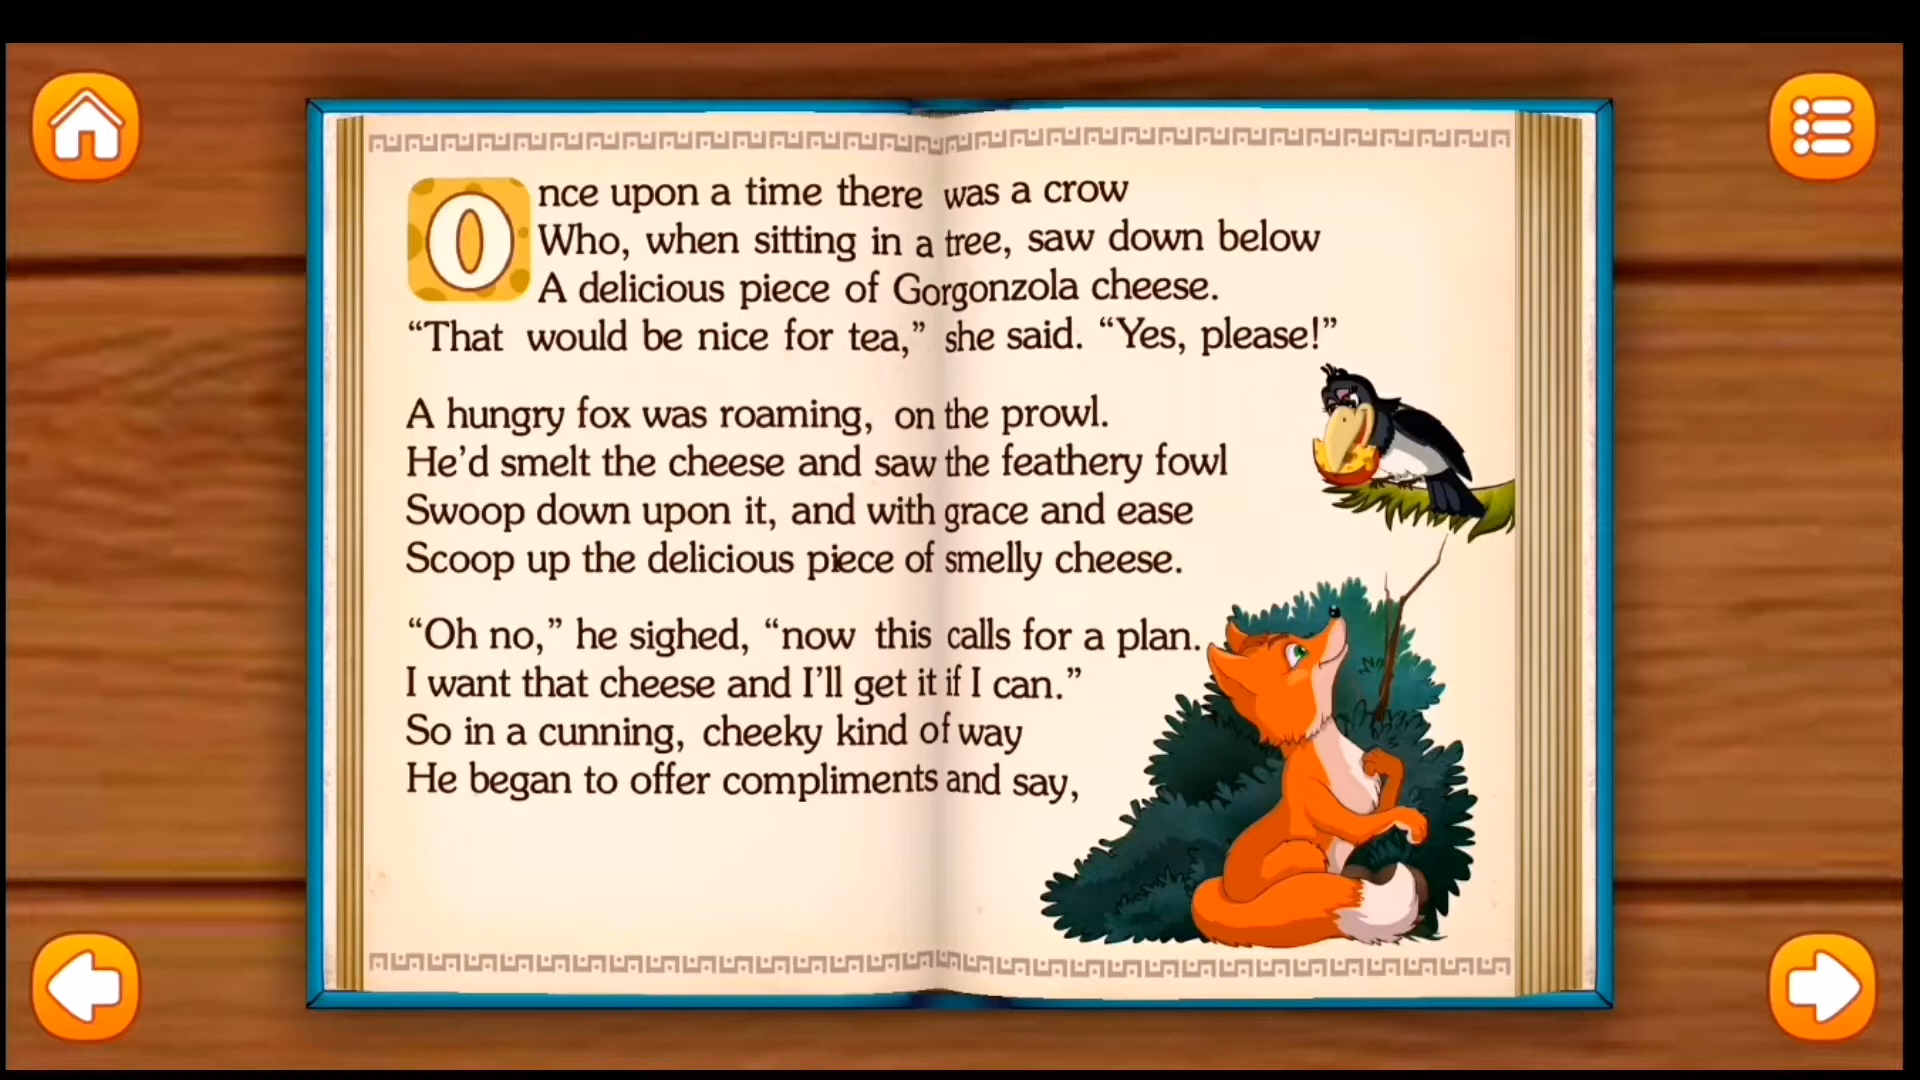 Once upon a time there was a crow
Who, when sitting in a tree, saw down below
A delicious piece of Gorgonzola cheese.
“That would be nice for tea,” she said. “Yes, please!”
A hungry fox was roaming, on the prowl.
He’d smelt the cheese and saw the feathery fowl
Swoop down upon it, and with grace and ease
Scoop up the delicious piece of smelly cheese.
“Oh no,” he sighed, “now this calls for a plan.
I want that cheese and I’ll get it if I can.”
So in a cunning, cheeky kind of way
He began to offer compliments and say,